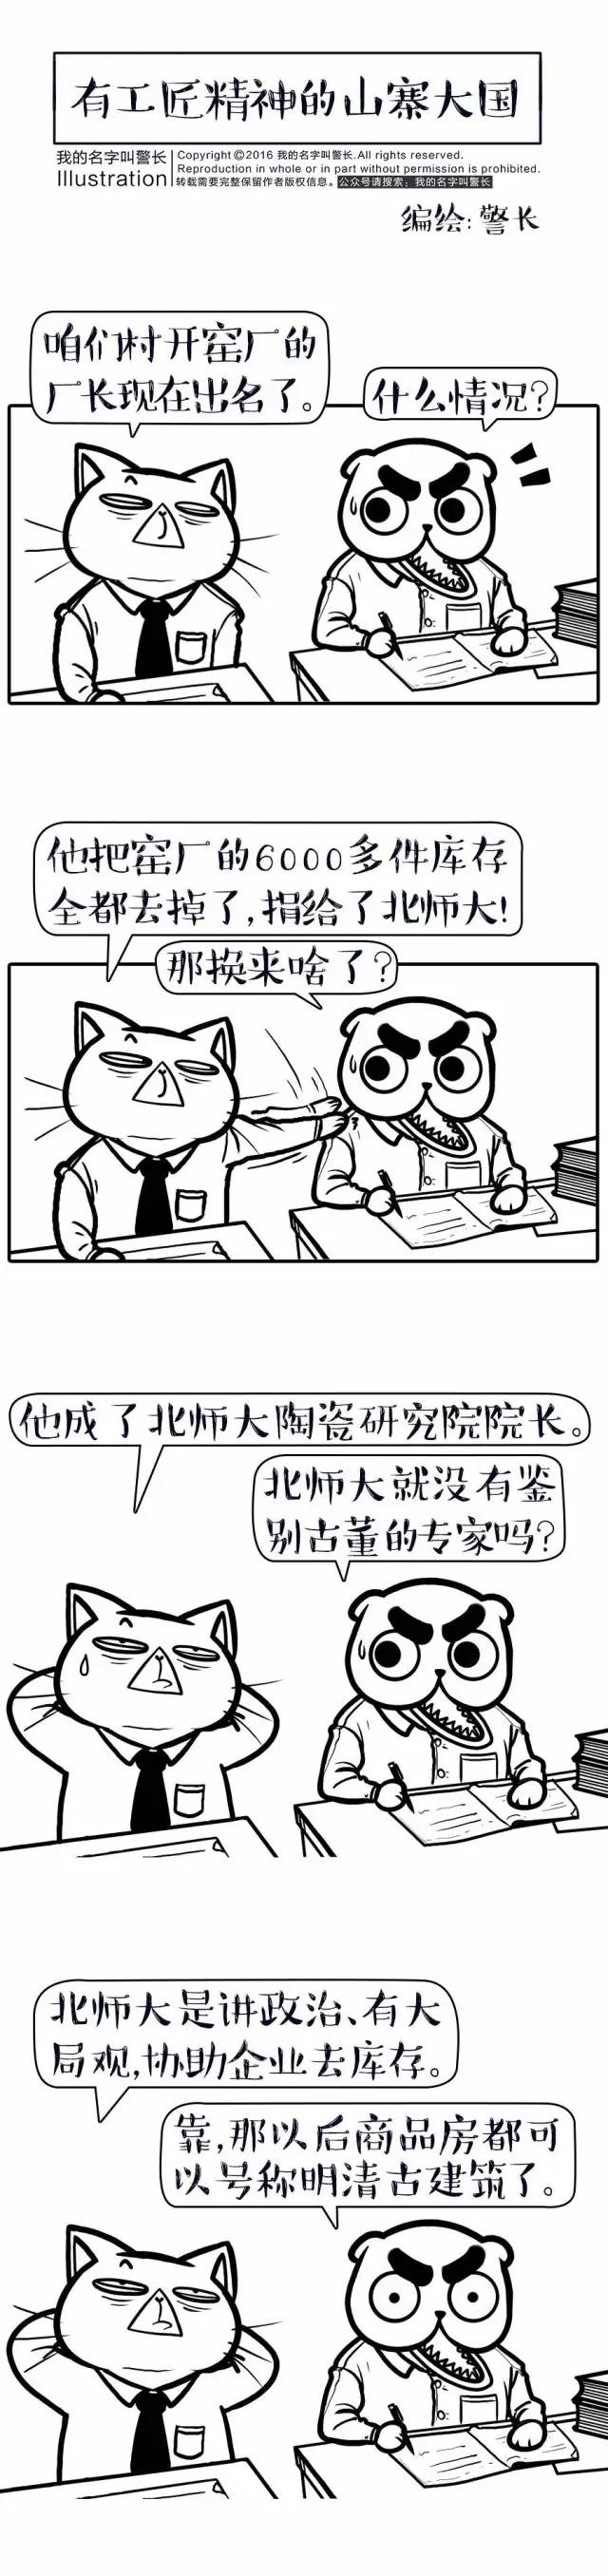 有工匠精神的山寨大国
我的名字叫警长
Illustration
Copyright©2016 我的名字叫警长.All rights reserved.
Reproduction in whole or in part without permission is prohibited.
转载需要完整保留作者版权信息。公众号请搜索：我的名字叫警长
编绘:警长
咱们村开窑厂的
厂长现在出名了。
什么情况?
他把窑厂的6000多件库存
全都去掉了,捐给了北师大!
那换来啥了?
他成了北师大陶瓷研究院院长。
北师大就没有鉴
别古董的专家吗?
北师大是讲政治、有大
局观,协助企业去库存。
靠,那以后商品房都可
以号称明清古建筑了。